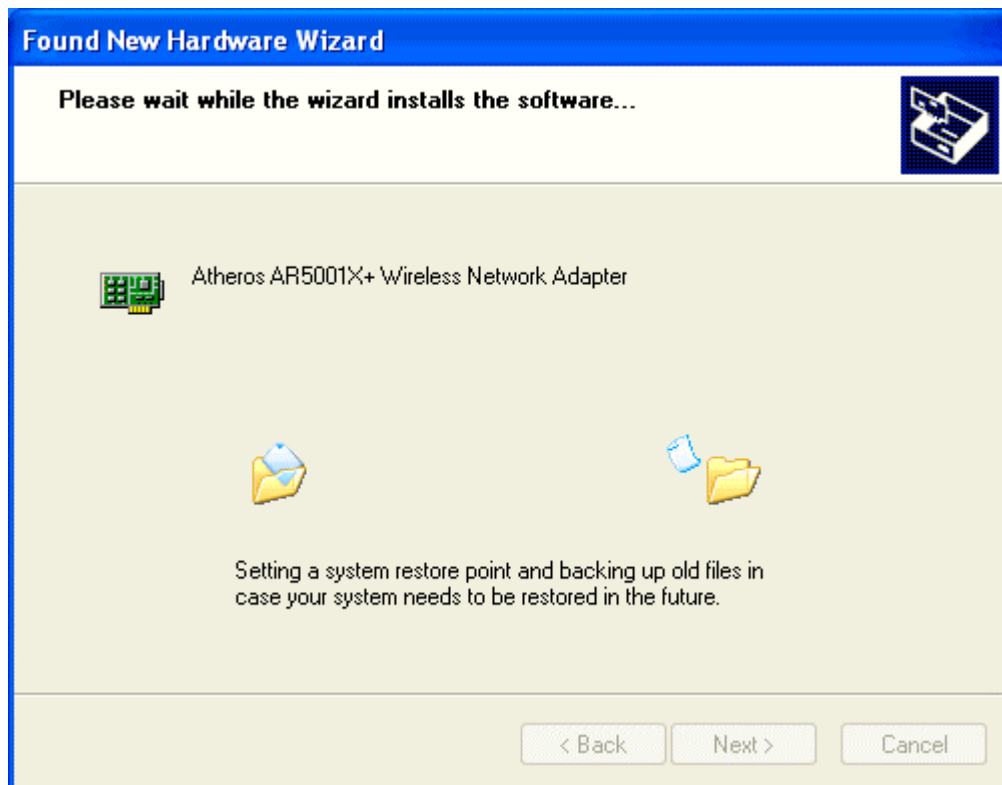 Found New Hardware Wizard
Please wait while the wizard installs the software...
Atheros AR5001X+ Wireless Network Adapter
Setting a system restore point and backing up old files in
case your system needs to be restored in the future.
< Back
Next >
Cancel